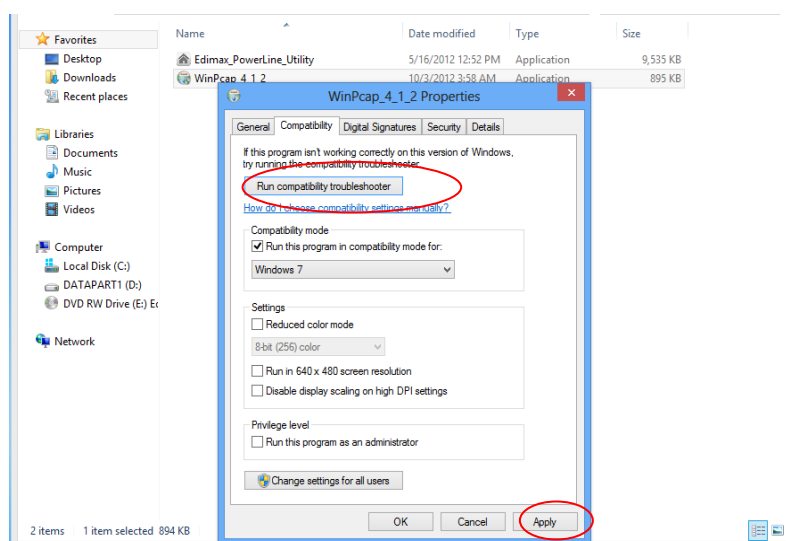 Name Date modified Type Size
Favorites
Desktop
Downloads
Recent places
Libraries
Documents
Music
Pictures
Videos
Computer
Local Disk (C:)
DATAPART1 (D:)
DVD RW Drive (E:) Ec
Network
Edimax_PowerLine_Utility 5/16/2012 12:52 PM Application 9,535 KB
WinPcap_4_1_2 10/3/2012 3:58 AM Application 895 KB
WinPcap_4_1_2 Properties
General Compatibility Digital Signatures Security Details
If this program isn't working correctly on this version of Windows,
try running the compatibility troubleshooter.
Run compatibility troubleshooter
How do I choose compatibility settings manually?
Compatibility mode
Run this program in compatibility mode for:
Windows 7
Settings
Reduced color mode
8-bit (256) color
Run in 640 x 480 screen resolution
Disable display scaling on high DPI settings
Privilege level
Run this program as an administrator
Change settings for all users
OK Cancel Apply
2 items 1 item selected 894 KB